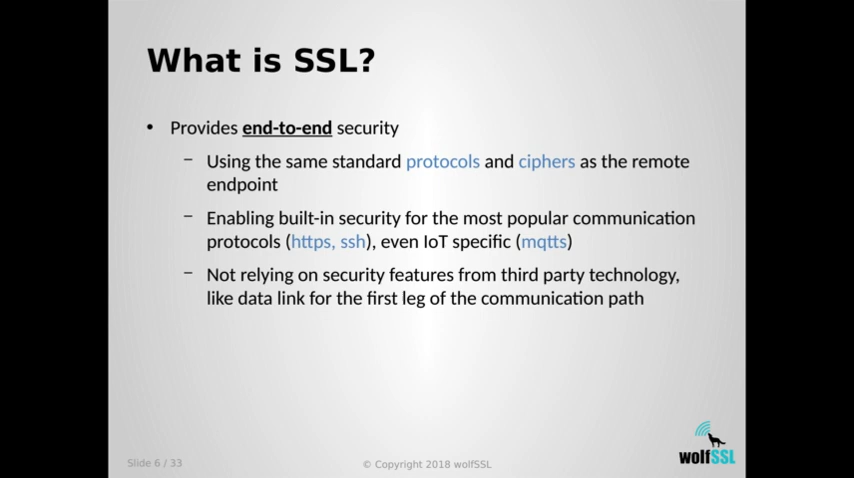 What is SSL?
• Provides end-to-end security
– Using the same standard protocols and ciphers as the remote
endpoint
– Enabling built-in security for the most popular communication
protocols (https, ssh), even IoT specific (mqtts)
– Not relying on security features from third party technology,
like data link for the first leg of the communication path
Slide 6 / 33
© Copyright 2018 wolfSSL
wolfSSL